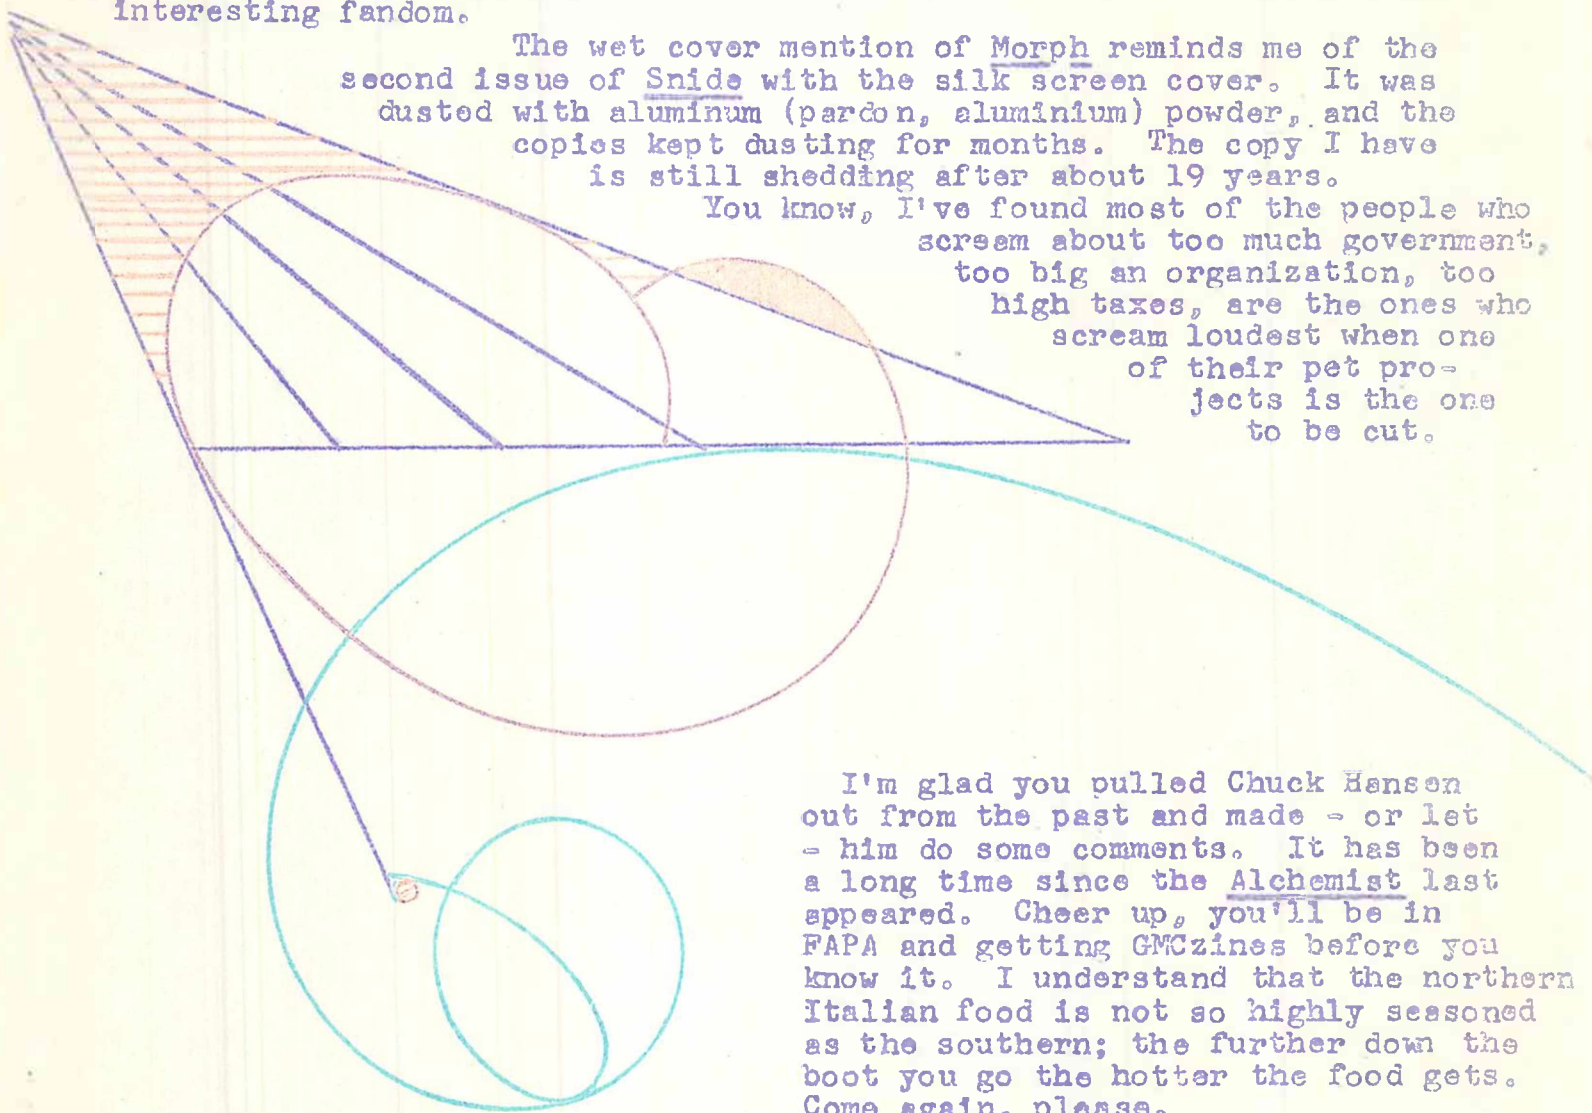 interesting fandom.
The wet cover mention of Morph reminds me of the
second issue of Snide with the silk screen cover. It was
dusted with aluminum (pardon, aluminium) powder, and the
copies kept dusting for months. The copy I have
is still shedding after about 19 years.
You know, I've found most of the people who
scream about too much government,
too big an organization, too
high taxes, are the ones who
scream loudest when one
of their pet pro-
jects is the one
to be cut.
I'm glad you pulled Chuck Hansen
out from the past and made - or let
- him do some comments. It has been
a long time since the Alchemist last
appeared. Cheer up, you'll be in
FAPA and getting GMCzines before you
know it. I understand that the northern
Italian food is not so highly seasoned
as the southern; the further down the
boot you go the hotter the food gets.
Come again, please.